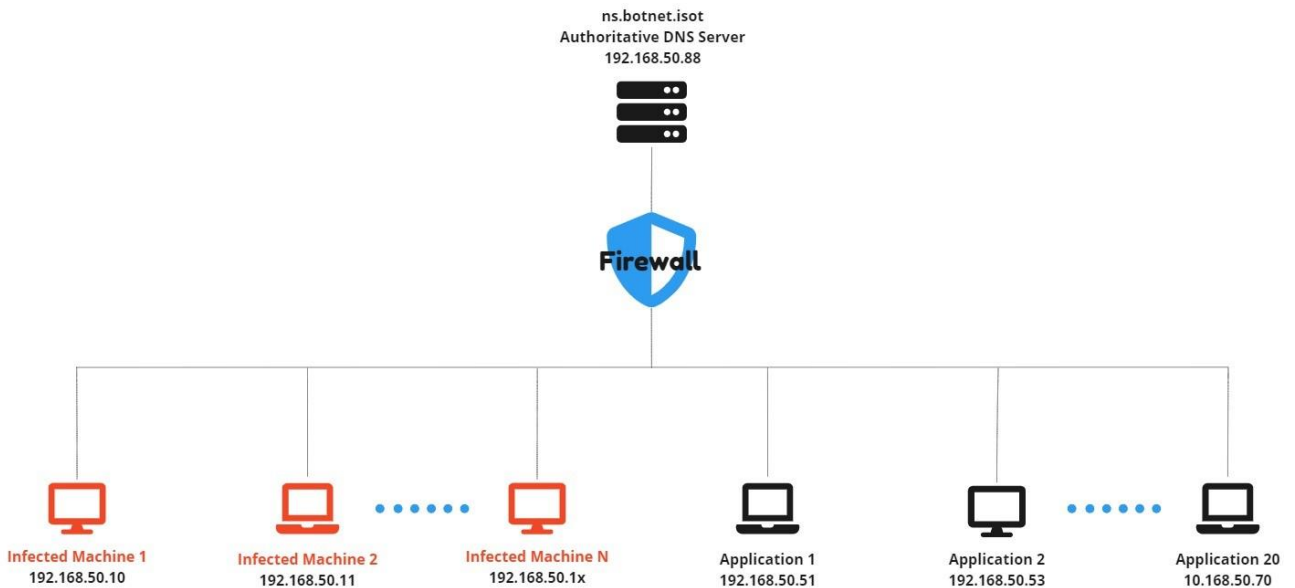 ns.botnet.isot
Authoritative DNS Server
192.168.50.88
Firewall
Infected Machine 1
192.168.50.10
Infected Machine 2
192.168.50.11
Infected Machine N
192.168.50.1x
Application 1
192.168.50.51
Application 2
192.168.50.53
Application 20
10.168.50.70